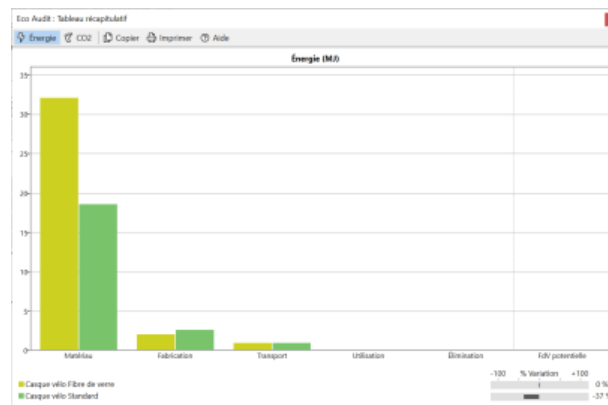 Eco Audit : Tableau récapitulatif
Énergie CO2 Copier Imprimer Aide
Énergie (MJ)
35
30
25
20
15
10
5
0
Matériau Fabrication Transport Utilisation Élimination FdV potentielle
-100 % Variation +100
Casque vélo Fibre de verre 0 %
Casque vélo Standard -37 %